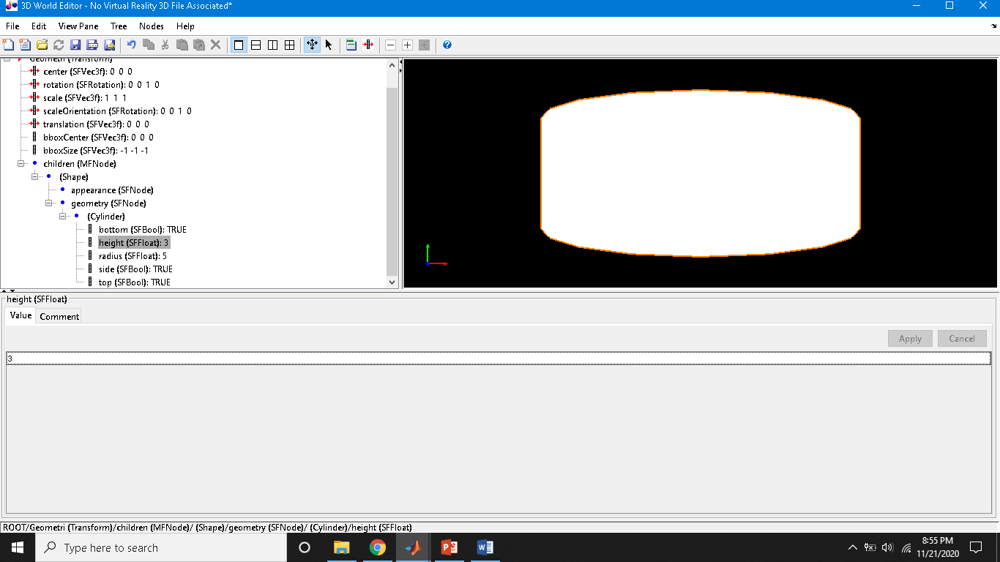 3D World Editor - No Virtual Reality 3D File Associated*
File Edit View Pane Tree Nodes Help
Geometri (Transform)
center (SFVec3f): 0 0 0
rotation (SFRotation): 0 0 1 0
scale (SFVec3f): 1 1 1
scaleOrientation (SFRotation): 0 0 1 0
translation (SFVec3f): 0 0 0
bboxCenter (SFVec3f): 0 0 0
bboxSize (SFVec3f): -1 -1 -1
children (MFNode)
(Shape)
appearance (SFNode)
geometry (SFNode)
(Cylinder)
bottom (SFBool): TRUE
height (SFFloat): 3
radius (SFFloat): 5
side (SFBool): TRUE
top (SFBool): TRUE
height (SFFloat)
Value Comment
Apply Cancel
3
ROOT/Geometri (Transform)/children (MFNode)/ (Shape)/geometry (SFNode)/ (Cylinder)/height (SFFloat)
Type here to search
8:55 PM
11/21/2020